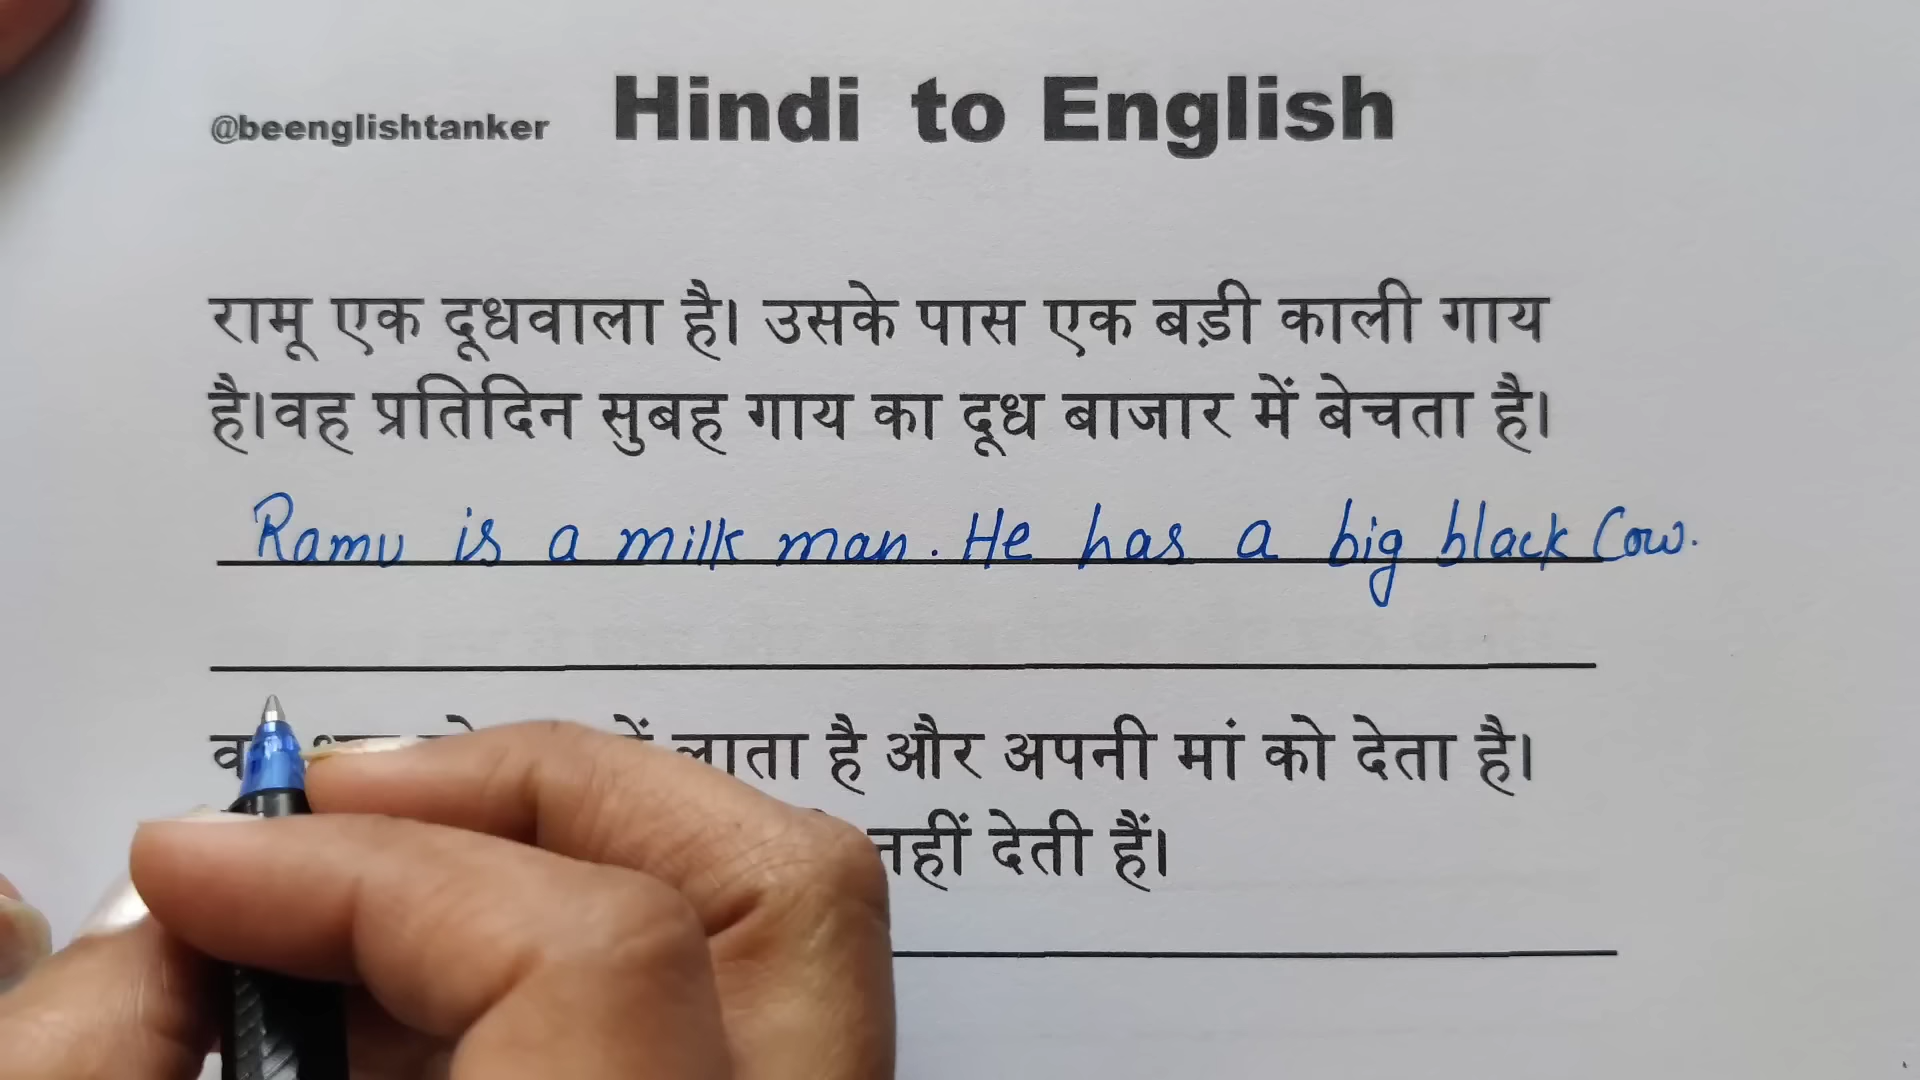 @beenglishtanker Hindi to English
रामू एक दूधवाला है। उसके पास एक बड़ी काली गाय
है।वह प्रतिदिन सुबह गाय का दूध बाजार में बेचता है।
Ramu is a milk man. He has a big black Cow.
लाता है और अपनी मां को देता है।
नहीं देती हैं।